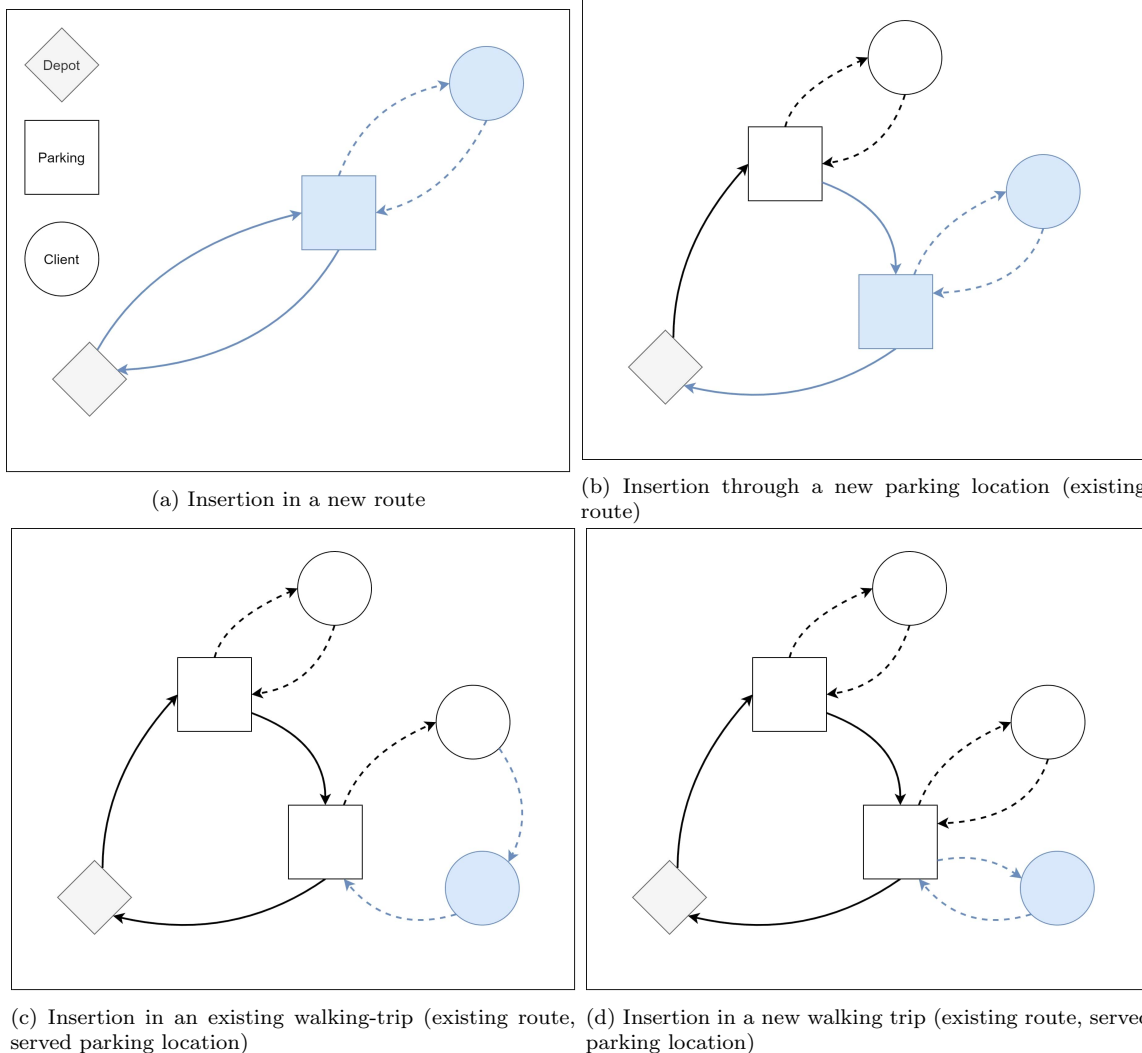 Depot
Parking
Client
(a) Insertion in a new route
(b) Insertion through a new parking location (existing
route)
(c) Insertion in an existing walking-trip (existing route,
served parking location)
(d) Insertion in a new walking trip (existing route, served
parking location)